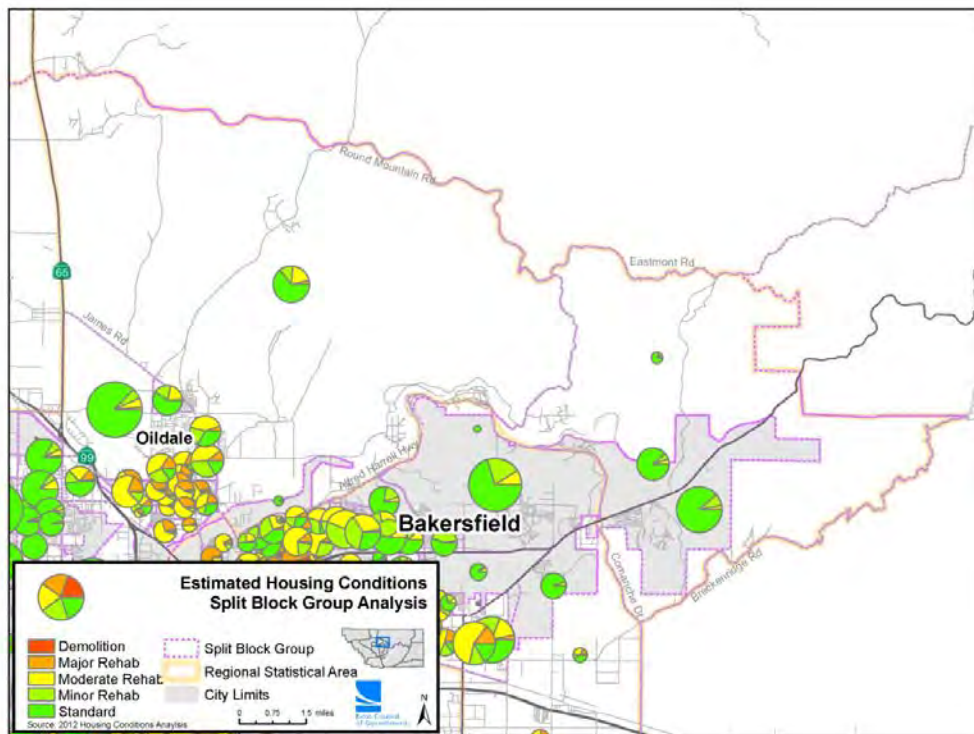 Round Mountain Rd
Eastmont Rd
65
James Rd
Oildale
99
Alfred Harrell Hwy
Bakersfield
Comanche Dr
Breckenridge Rd
Estimated Housing Conditions
Split Block Group Analysis
Demolition
Major Rehab
Moderate Rehab
Minor Rehab
Standard
Split Block Group
Regional Statistical Area
City Limits
0 0.75 1.5 miles
N
Kern Council
of Governments
Source: 2012 Housing Conditions Analysis